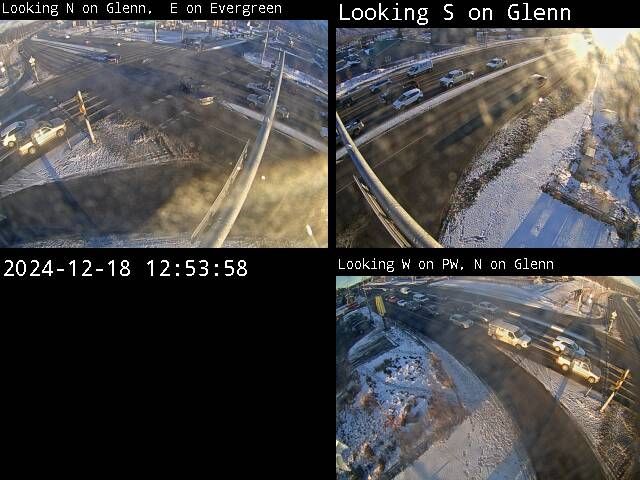 Looking N on Glenn, E on Evergreen
Looking S on Glenn
2024-12-18 12:53:58
Looking W on PW, N on Glenn